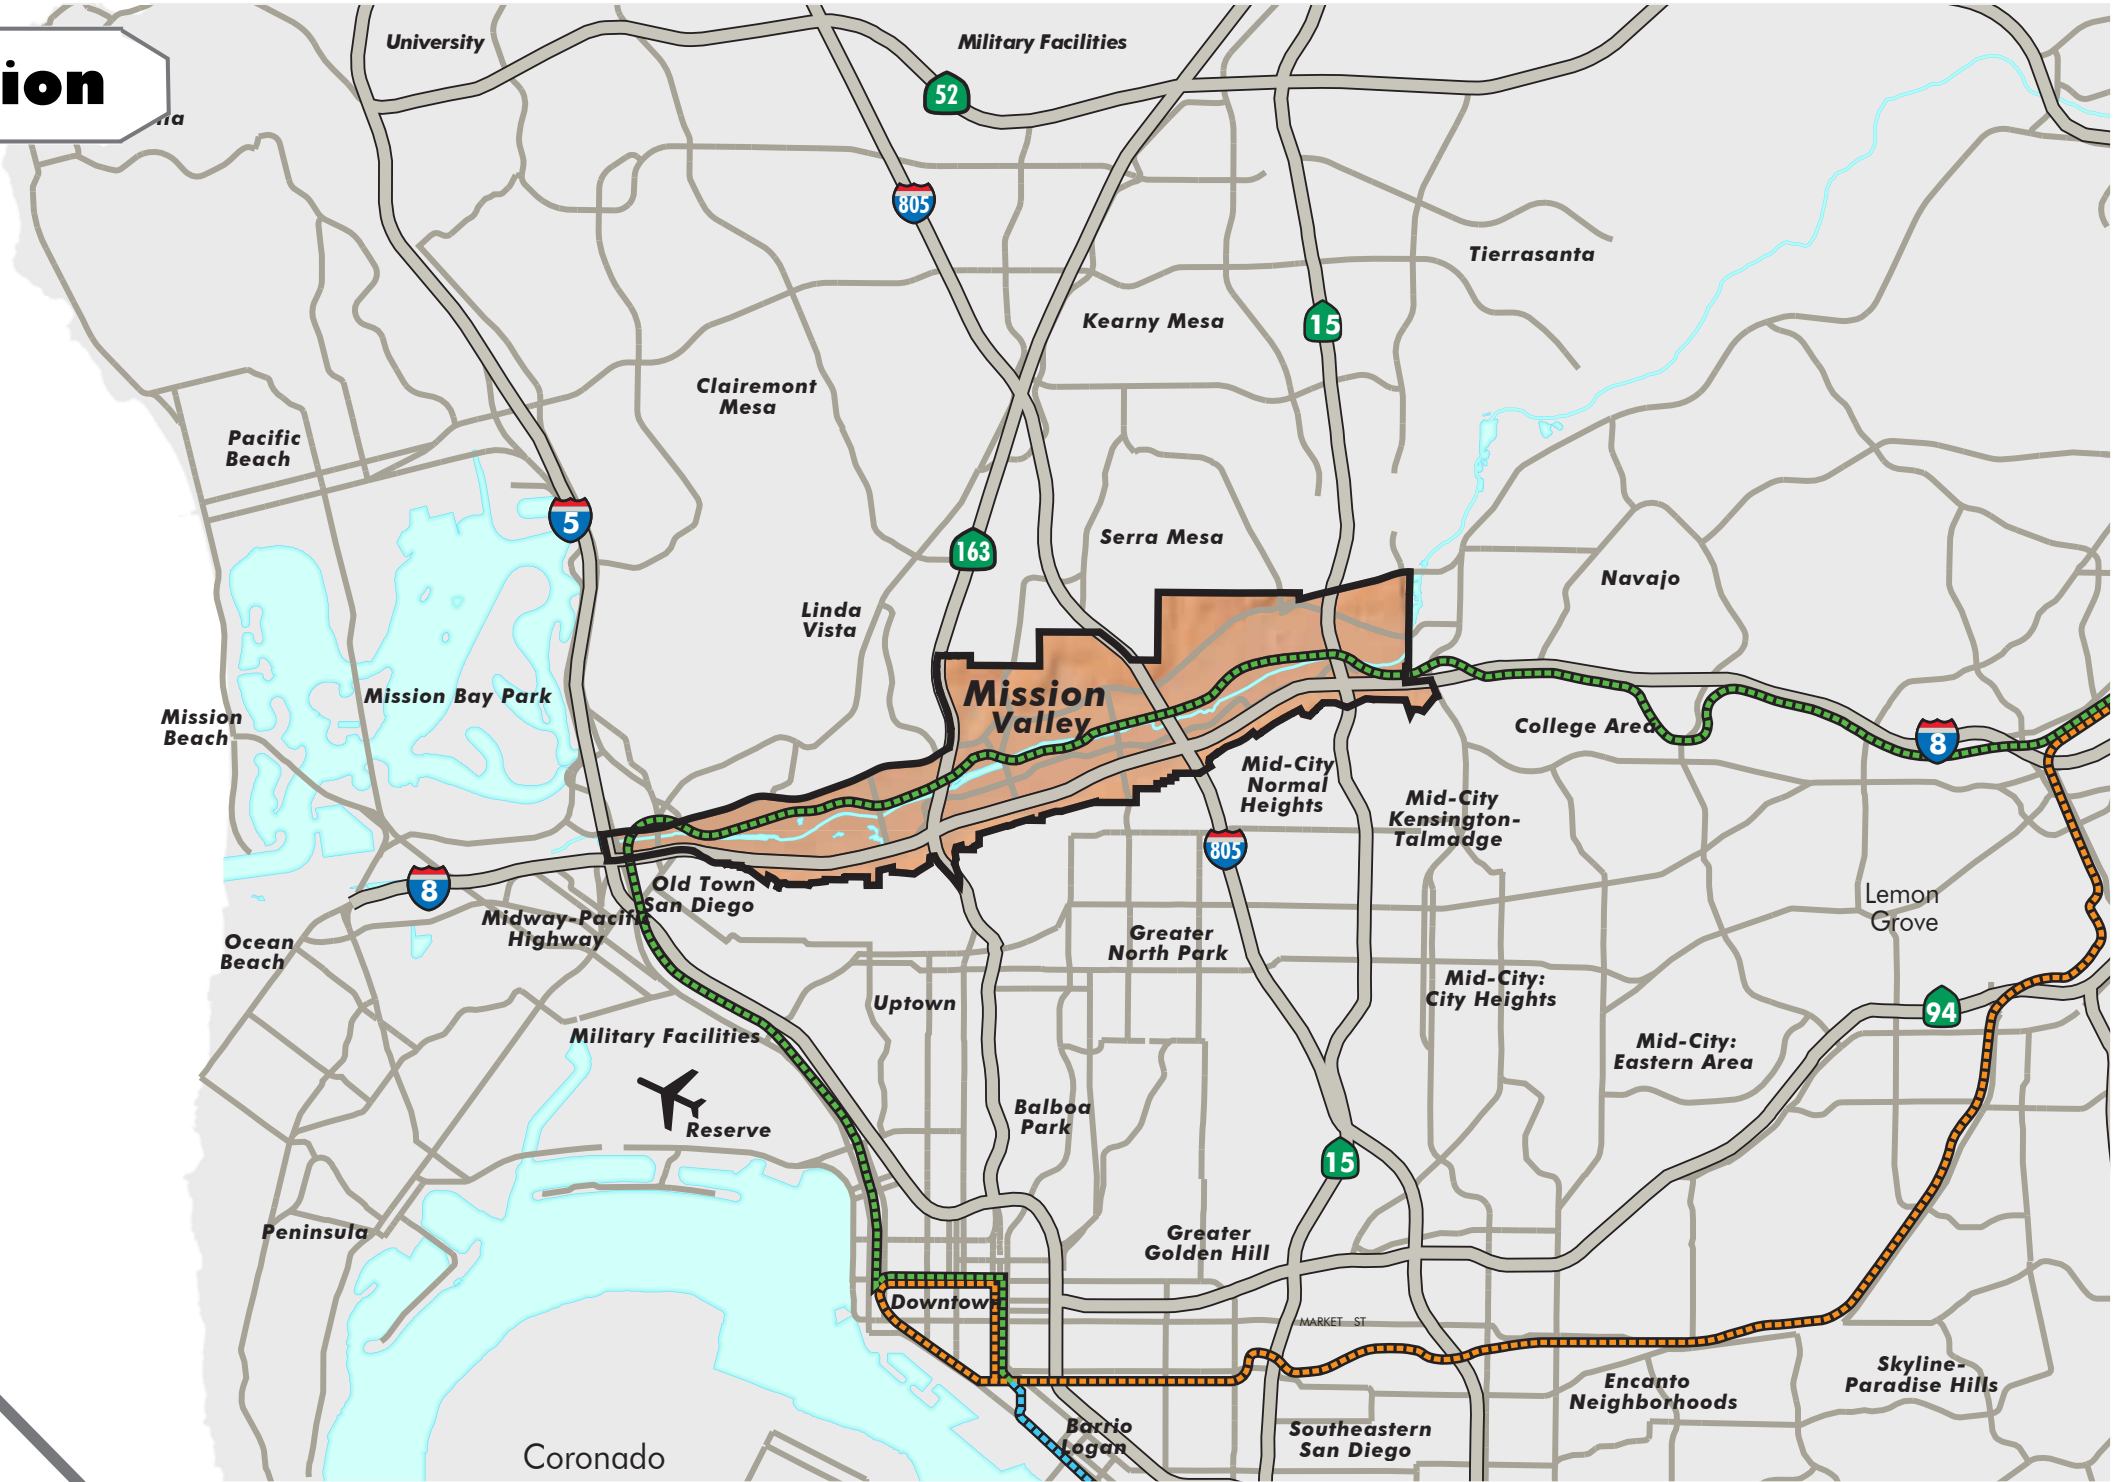 University
Military Facilities
ion
52
805
Tierrasanta
Kearny Mesa
15
Clairemont
Mesa
Pacific
Beach
5
163
Serra Mesa
Navajo
Linda
Vista
Mission
Valley
Mission Bay Park
Mission
Beach
College Area
8
Mid-City
Normal
Heights
Mid-City
Kensington-
Talmadge
805
8
Old Town
San Diego
Midway-Pacific
Highway
Lemon
Grove
Ocean
Beach
Greater
North Park
Mid-City:
City Heights
Uptown
94
Military Facilities
Mid-City:
Eastern Area
Reserve
Balboa
Park
15
Peninsula
Greater
Golden Hill
Downtown
MARKET ST
Skyline-
Paradise Hills
Encanto
Neighborhoods
Barrio
Logan
Southeastern
San Diego
Coronado